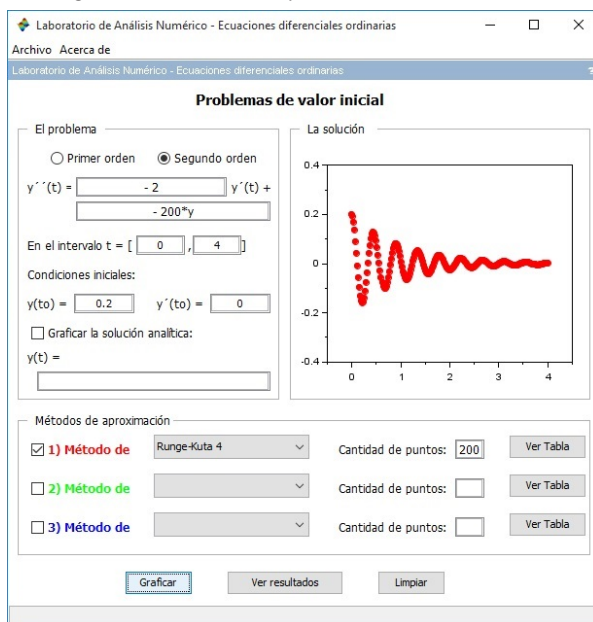 Laboratorio de Análisis Numérico - Ecuaciones diferenciales ordinarias
Archivo Acerca de
Laboratorio de Análisis Numérico - Ecuaciones diferenciales ordinarias
Problemas de valor inicial
El problema
Primer orden Segundo orden
y´´(t) = - 2 y´(t) +
- 200*y
En el intervalo t = [ 0 , 4 ]
Condiciones iniciales:
y(to) = 0.2 y´(to) = 0
Graficar la solución analítica:
y(t) =
La solución
0.4
0.2
0
-0.2
-0.4
0 1 2 3 4
Métodos de aproximación
1) Método de Runge-Kuta 4 Cantidad de puntos: 200 Ver Tabla
2) Método de Cantidad de puntos: Ver Tabla
3) Método de Cantidad de puntos: Ver Tabla
Graficar Ver resultados Limpiar